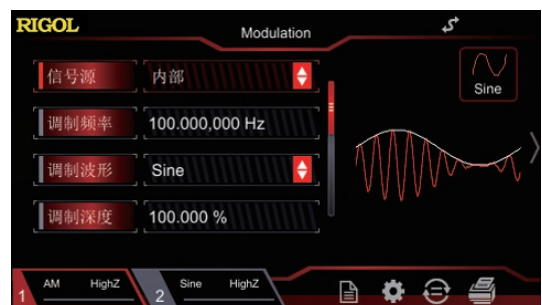 RIGOL
Modulation
信号源 内部
Sine
调制频率 100.000,000 Hz
调制波形 Sine
调制深度 100.000 %
1 AM HighZ 2 Sine HighZ